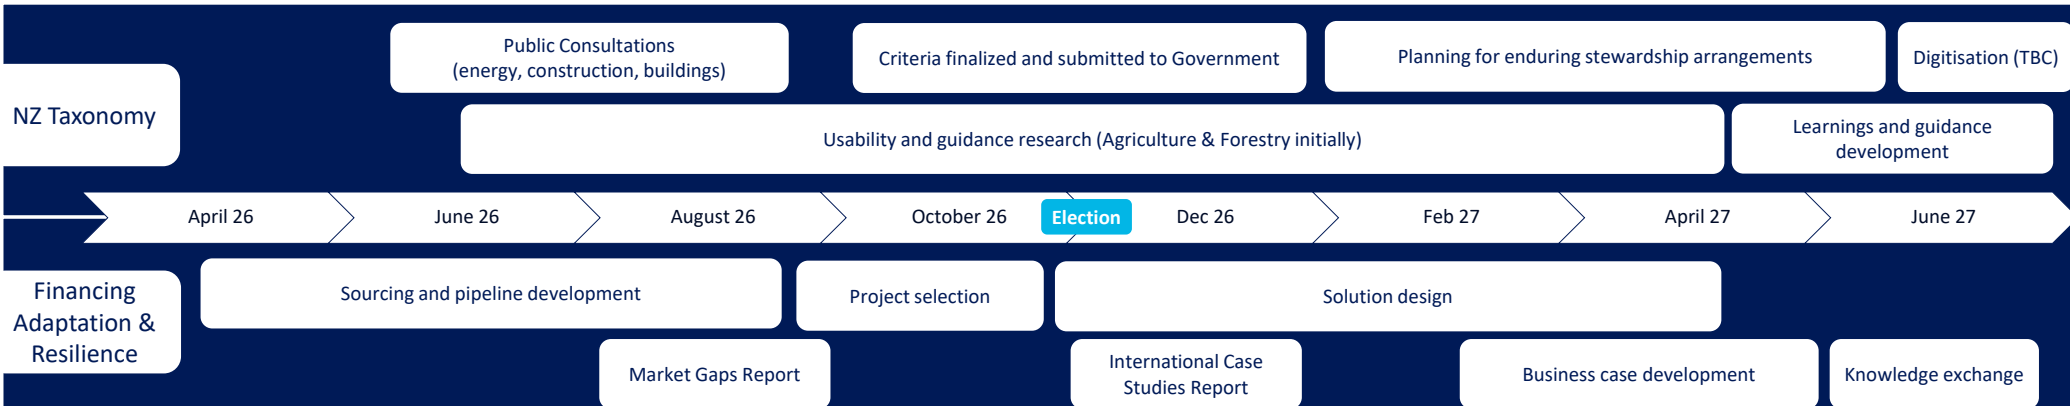 NZ Taxonomy
Public Consultations
(energy, construction, buildings)
Criteria finalized and submitted to Government
Planning for enduring stewardship arrangements
Digitisation (TBC)
Usability and guidance research (Agriculture & Forestry initially)
Learnings and guidance
development
April 26
June 26
August 26
October 26
Election
Dec 26
Feb 27
April 27
June 27
Financing
Adaptation &
Resilience
Sourcing and pipeline development
Project selection
Solution design
Market Gaps Report
International Case
Studies Report
Business case development
Knowledge exchange